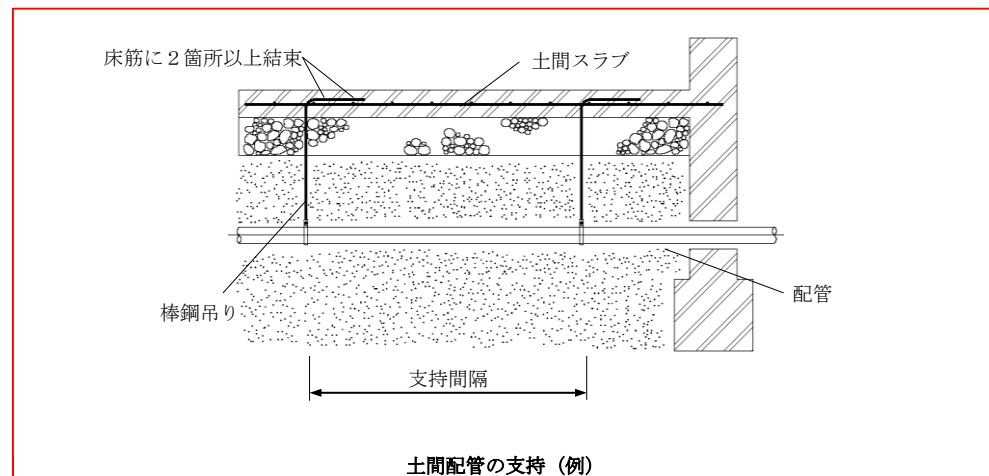 床筋に２箇所以上結束
土間スラブ
配管
棒鋼吊り
支持間隔
土間配管の支持（例）